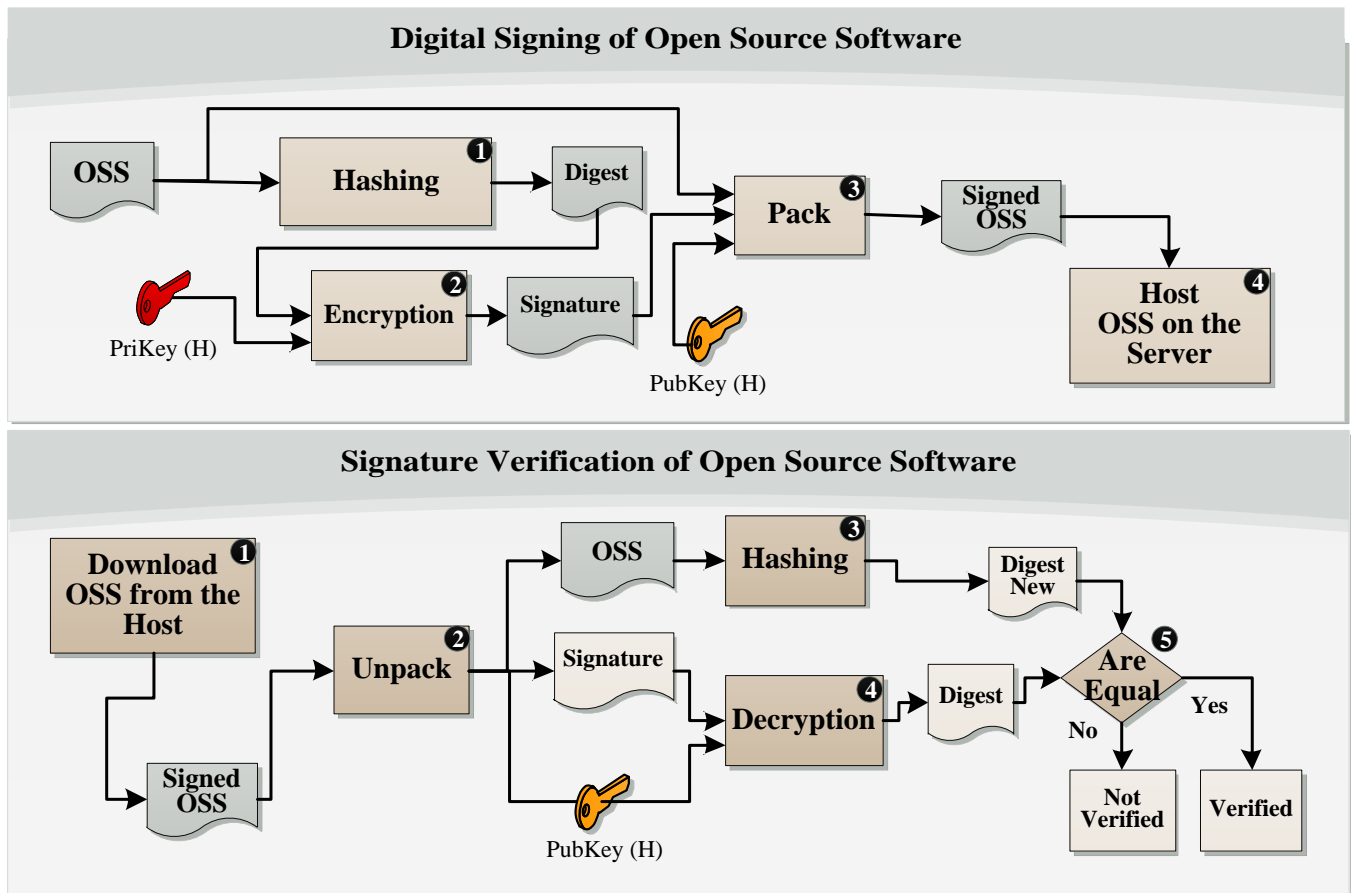 Digital Signing of Open Source Software
OSS
Hashing
1
Digest
Pack
3
Signed
OSS
PriKey (H)
Encryption
2
Signature
PubKey (H)
Host
OSS on the
Server
4
Signature Verification of Open Source Software
Download
OSS from the
Host
1
Signed
OSS
Unpack
2
OSS
Hashing
3
Digest
New
Signature
Decryption
4
Digest
PubKey (H)
Are
Equal
5
No
Yes
Not
Verified
Verified